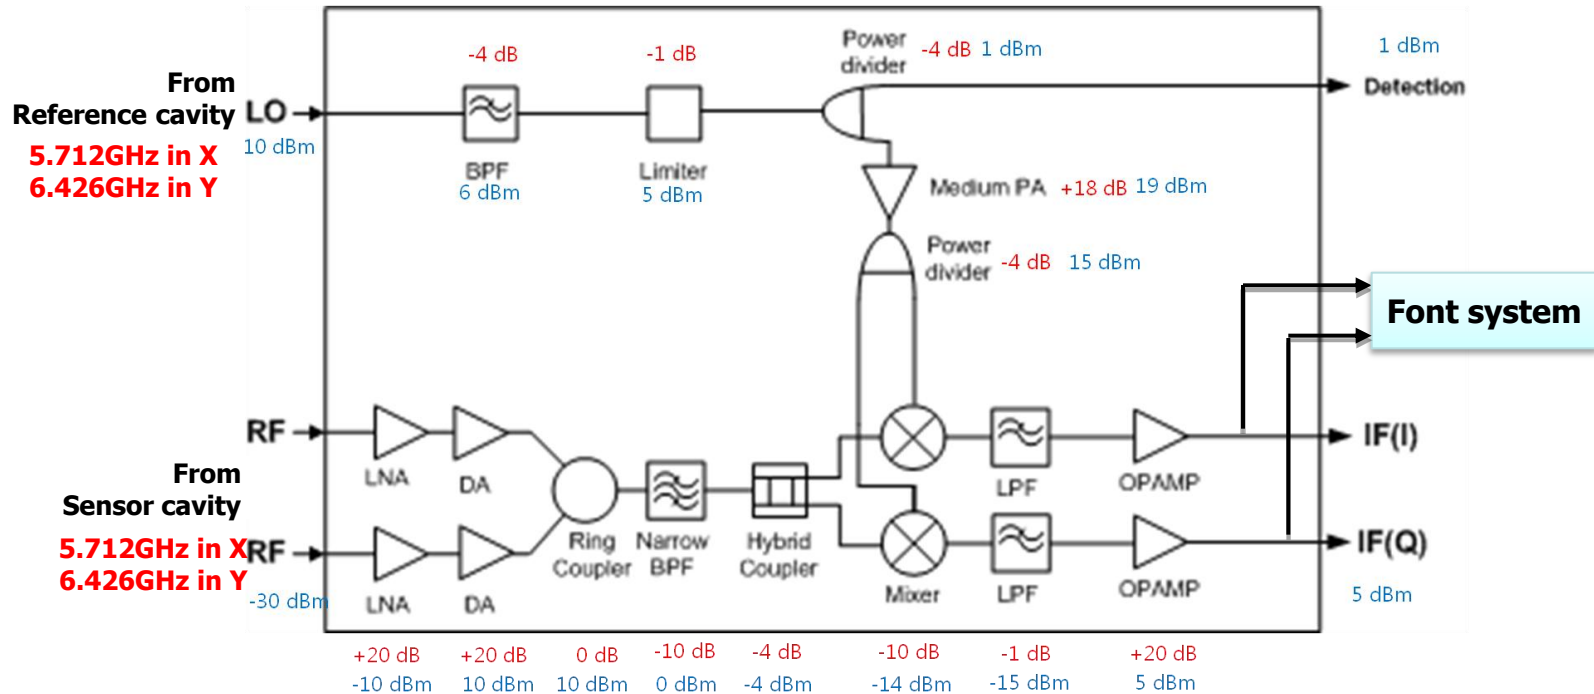 From
Reference cavity
5.712GHz in X
6.426GHz in Y
LO
10 dBm
-4 dB
BPF
6 dBm
-1 dB
Limiter
5 dBm
Power
divider
-4 dB 1 dBm
1 dBm
Detection
Medium PA +18 dB 19 dBm
Power
divider -4 dB 15 dBm
Font system
RF
LNA
DA
LPF
OPAMP
IF(I)
From
Sensor cavity
5.712GHz in X
6.426GHz in Y
RF
-30 dBm
LNA
DA
Ring
Coupler
Narrow
BPF
Hybrid
Coupler
Mixer
LPF
OPAMP
IF(Q)
5 dBm
+20 dB +20 dB 0 dB -10 dB -4 dB -10 dB -1 dB +20 dB
-10 dBm 10 dBm 10 dBm 0 dBm -4 dBm -14 dBm -15 dBm 5 dBm